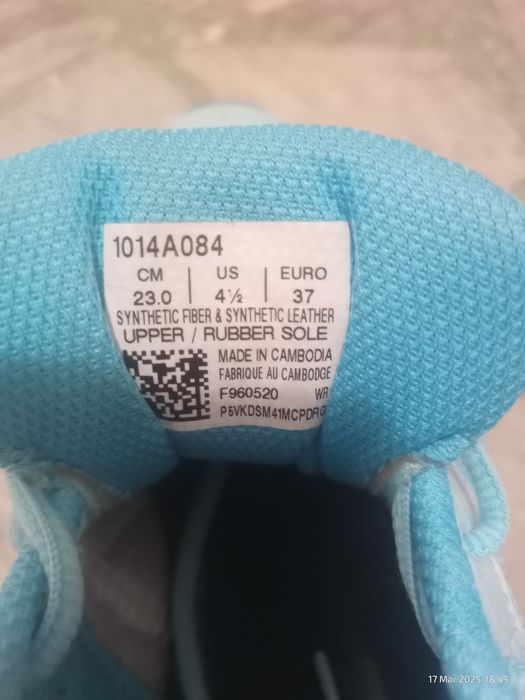 1014A084
CM | US | EURO
23.0 | 4½ | 37
SYNTHETIC FIBER & SYNTHETIC LEATHER
UPPER / RUBBER SOLE
MADE IN CAMBODIA
FABRIQUE AU CAMBODGE
F960520 WR
P5VKDSM41MCPDRG
17 Mar 2025 18:49